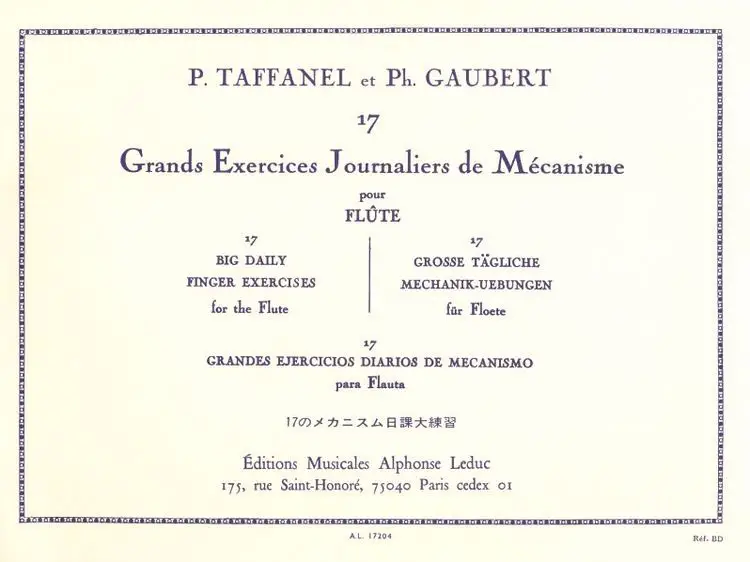 P. TAFFANEL et Ph. GAUBERT
17
Grands Exercices Journaliers de Mécanisme
pour
FLÛTE
17
BIG DAILY
FINGER EXERCISES
for the Flute
17
GROSSE TÄGLICHE
MECHANIK-UEBUNGEN
für Floete
17
GRANDES EJERCICIOS DIARIOS DE MECANISMO
para Flauta
17のメカニスム日課大練習
Éditions Musicales Alphonse Leduc
175, rue Saint-Honoré, 75040 Paris cedex 01
A.L. 17204
Réf. BD